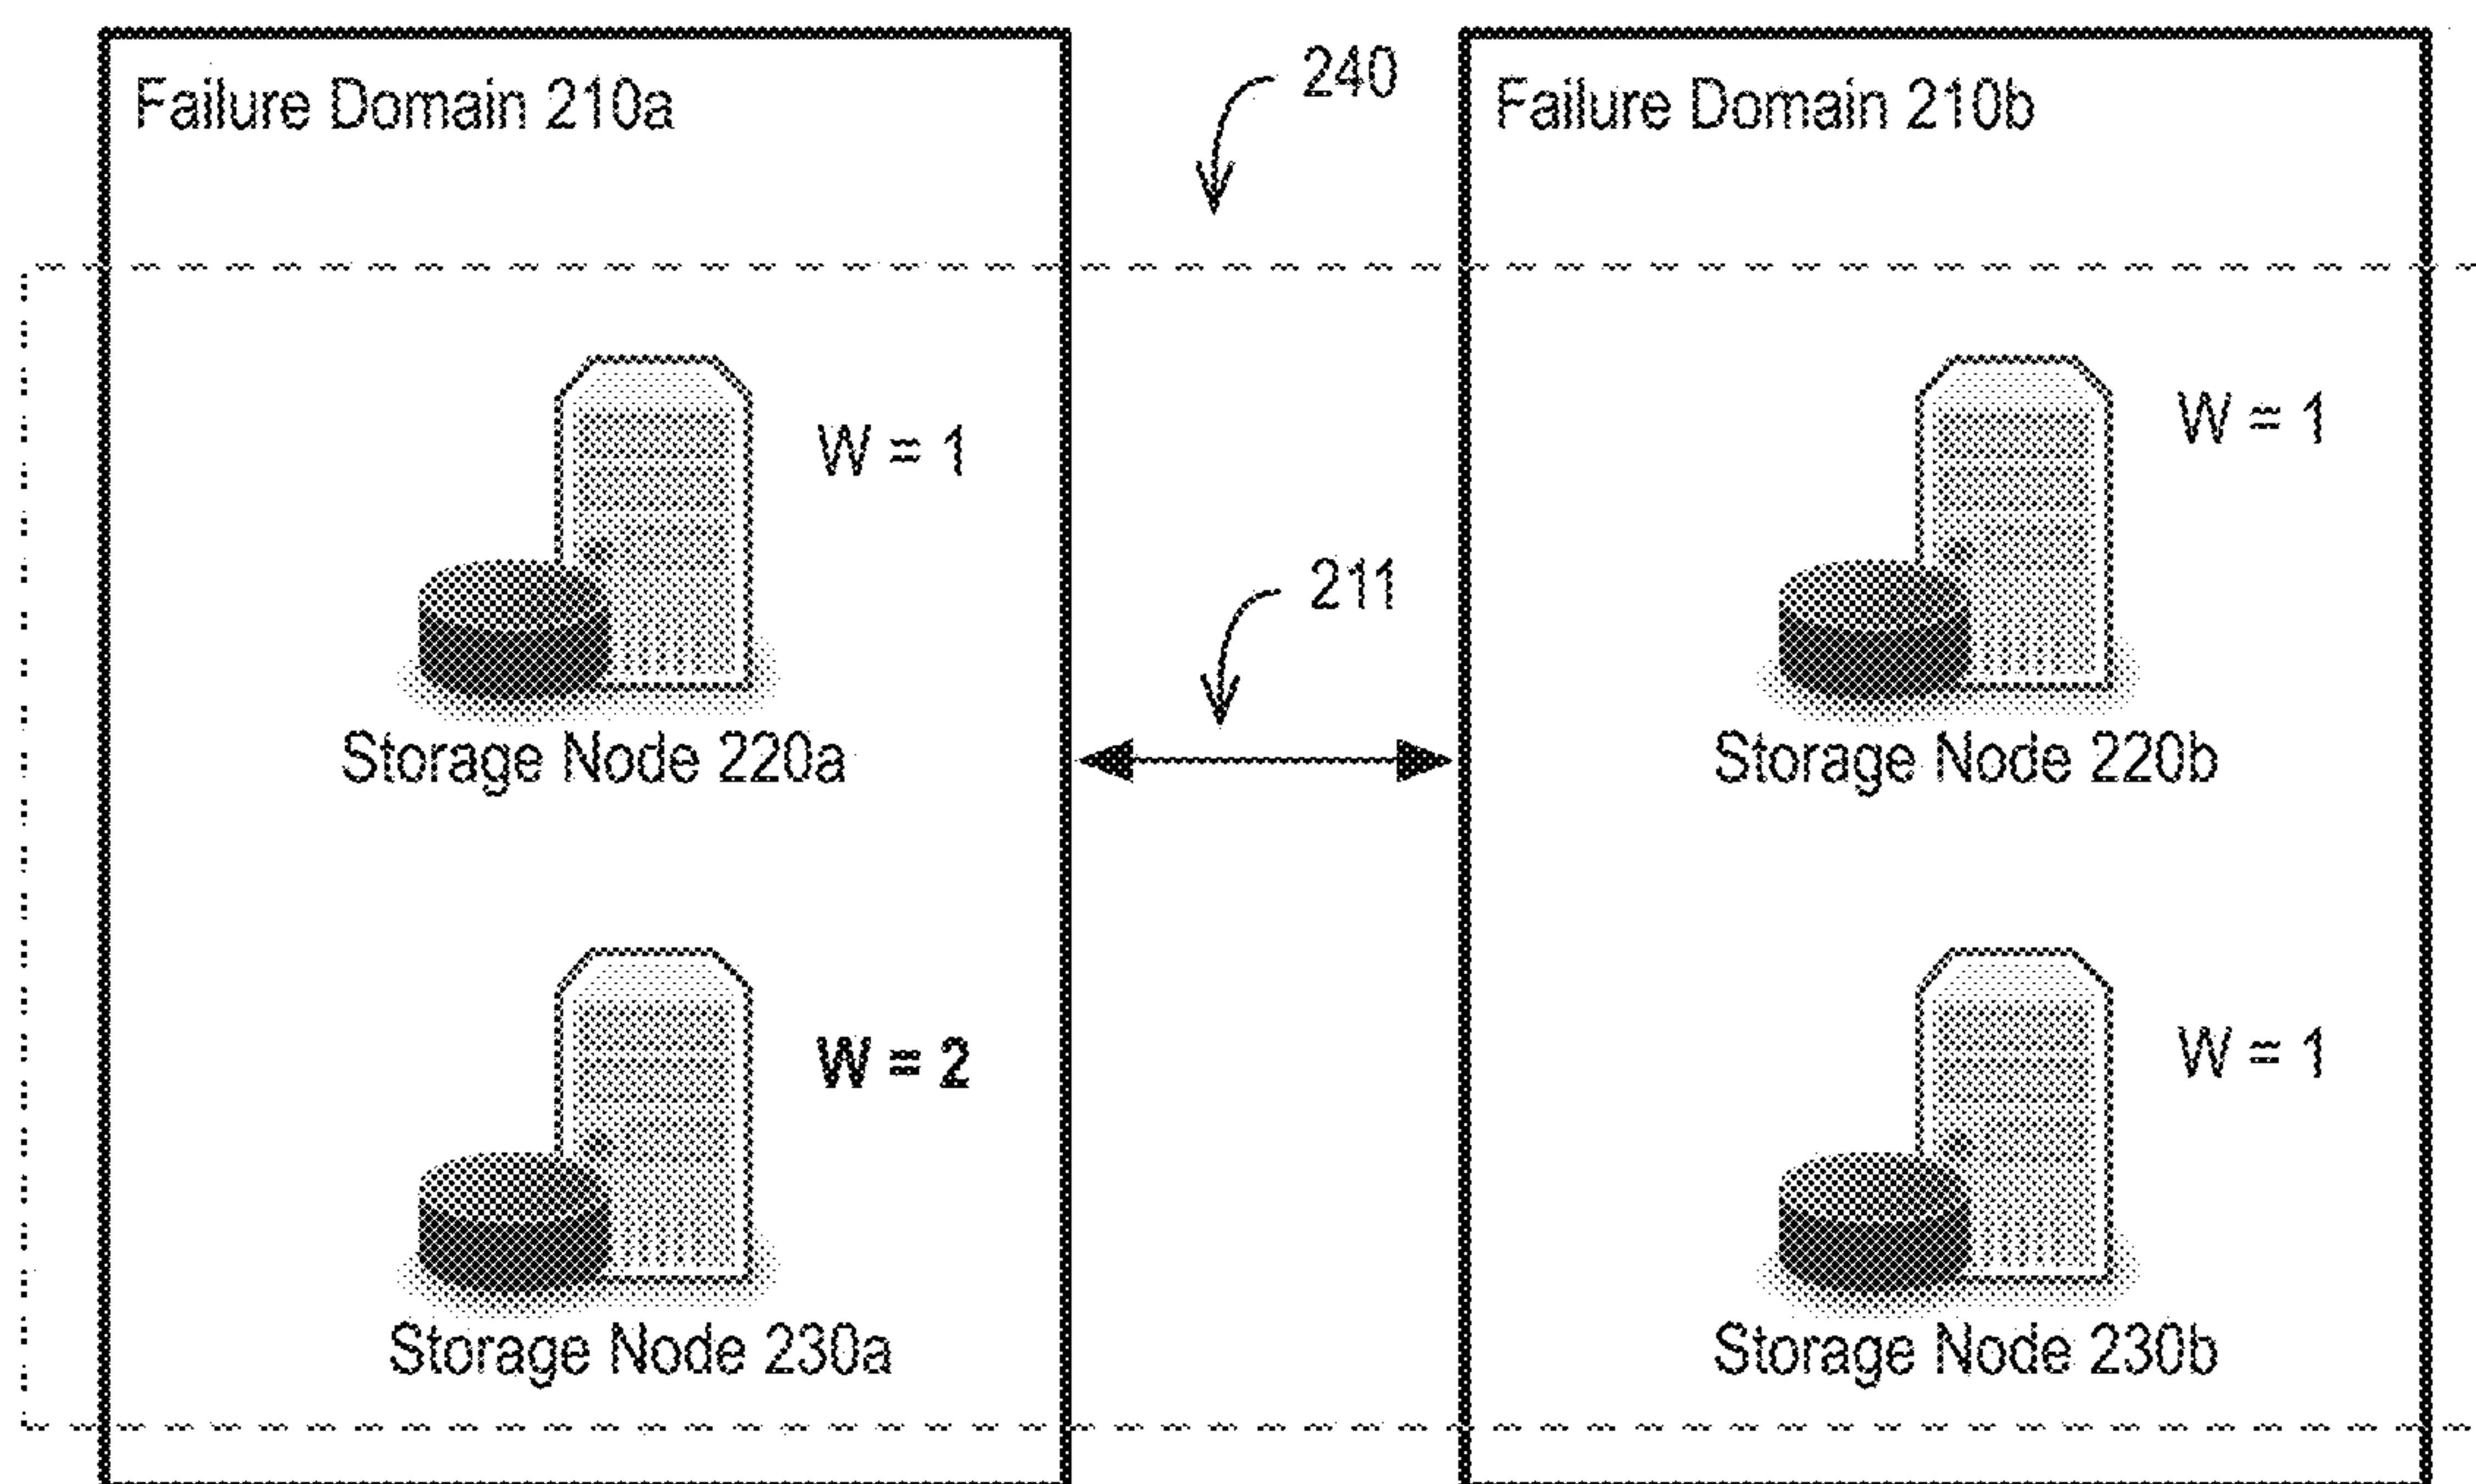 Failure Domain 210a
240
Failure Domain 210b
W = 1
W = 1
211
Storage Node 220a
Storage Node 220b
W = 2
W = 1
Storage Node 230a
Storage Node 230b